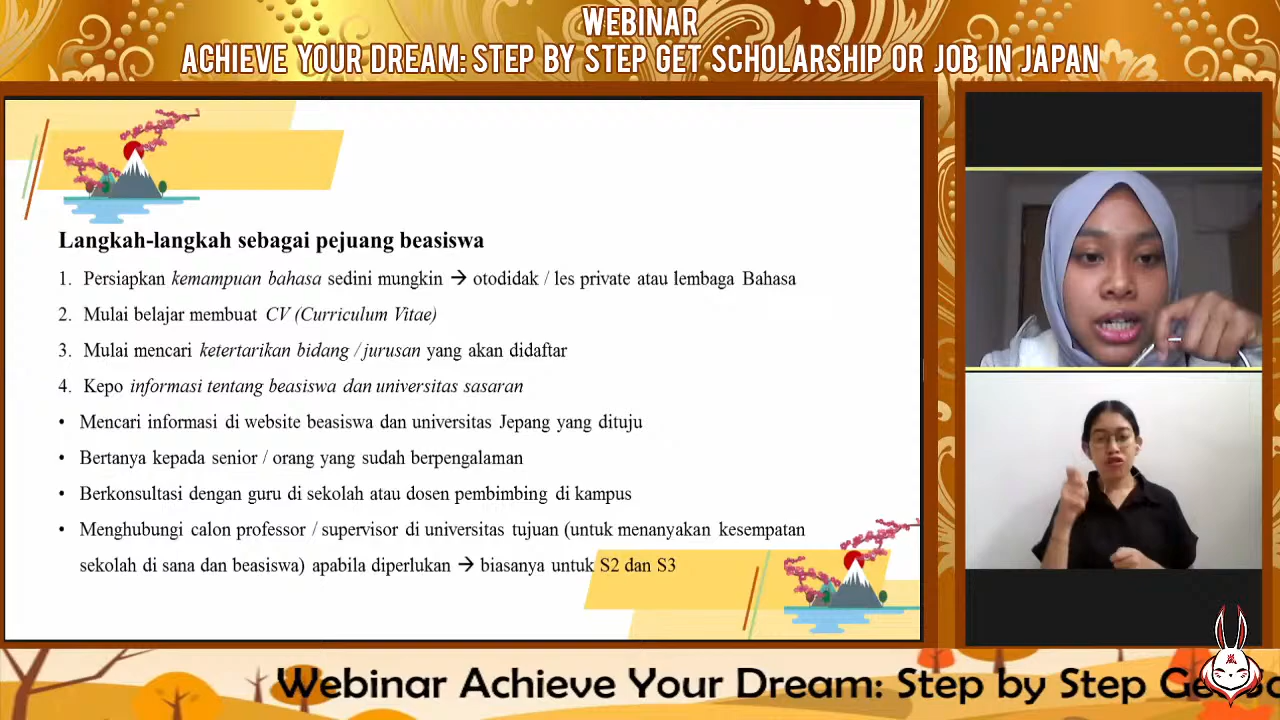 WEBINAR
ACHIEVE YOUR DREAM: STEP BY STEP GET SCHOLARSHIP OR JOB IN JAPAN
Langkah-langkah sebagai pejuang beasiswa
1. Persiapkan kemampuan bahasa sedini mungkin → otodidak / les private atau lembaga Bahasa
2. Mulai belajar membuat CV (Curriculum Vitae)
3. Mulai mencari ketertarikan bidang / jurusan yang akan didaftar
4. Kepo informasi tentang beasiswa dan universitas sasaran
• Mencari informasi di website beasiswa dan universitas Jepang yang dituju
• Bertanya kepada senior / orang yang sudah berpengalaman
• Berkonsultasi dengan guru di sekolah atau dosen pembimbing di kampus
• Menghubungi calon professor / supervisor di universitas tujuan (untuk menanyakan kesempatan
sekolah di sana dan beasiswa) apabila diperlukan → biasanya untuk S2 dan S3
Webinar Achieve Your Dream: Step by Step